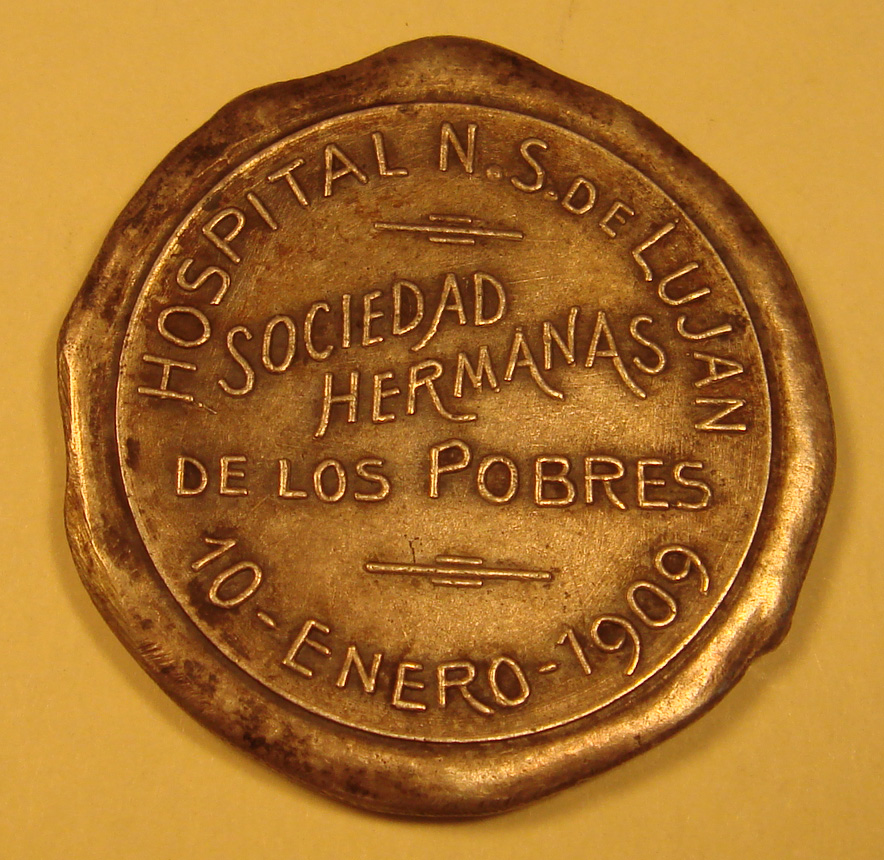 HOSPITAL N.S. DE LUJAN
SOCIEDAD
HERMANAS
DE LOS POBRES
10-ENERO-1909